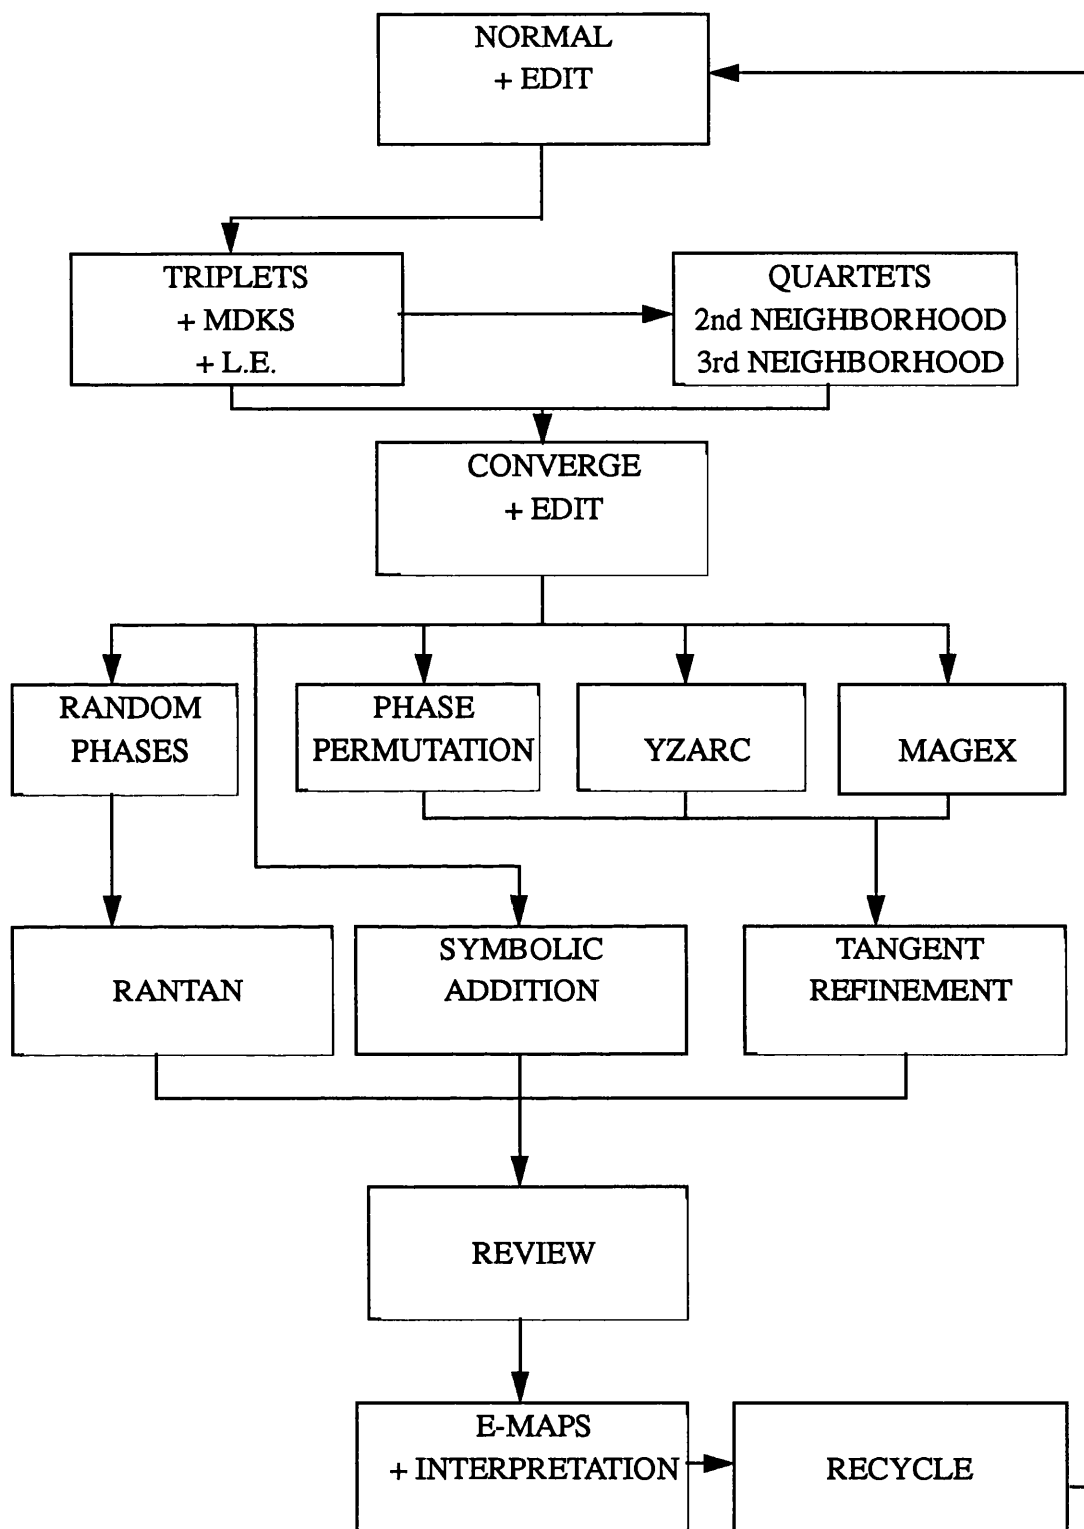 NORMAL
+ EDIT
TRIPLETS
+ MDKS
+ L.E.
QUARTETS
2nd NEIGHBORHOOD
3rd NEIGHBORHOOD
CONVERGE
+ EDIT
RANDOM
PHASES
PHASE
PERMUTATION
YZARC
MAGEX
RANTAN
SYMBOLIC
ADDITION
TANGENT
REFINEMENT
REVIEW
E-MAPS
+ INTERPRETATION
RECYCLE